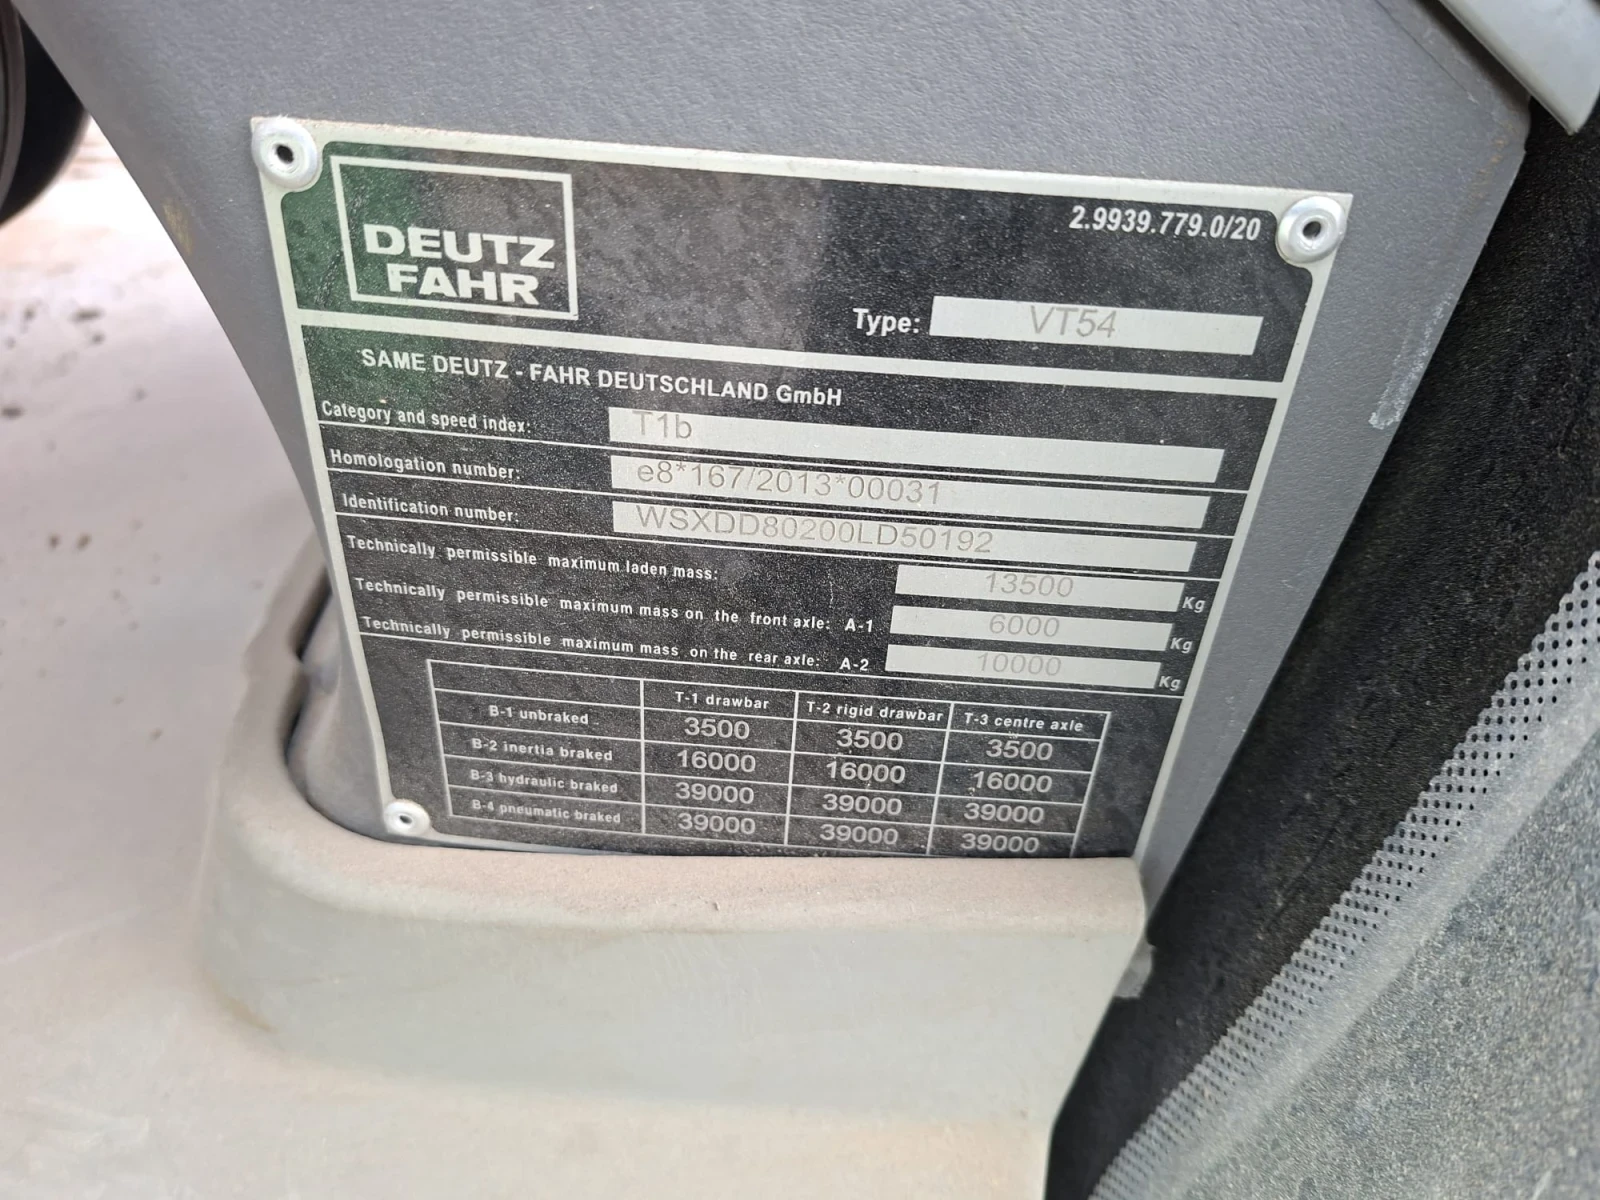 DEUTZ
FAHR
2.9939.779.0/20
Type: VT54
SAME DEUTZ - FAHR DEUTSCHLAND GmbH
Category and speed index: T1b
Homologation number: e8*167/2013*00031
Identification number: WSXDD80200LD50192
Technically permissible maximum laden mass: 13500 Kg
Technically permissible maximum mass on the front axle: A-1 6000 Kg
Technically permissible maximum mass on the rear axle: A-2 10000 Kg
T-1 drawbar T-2 rigid drawbar T-3 centre axle
B-1 unbraked 3500 3500 3500
B-2 inertia braked 16000 16000 16000
B-3 hydraulic braked 39000 39000 39000
B-4 pneumatic braked 39000 39000 39000